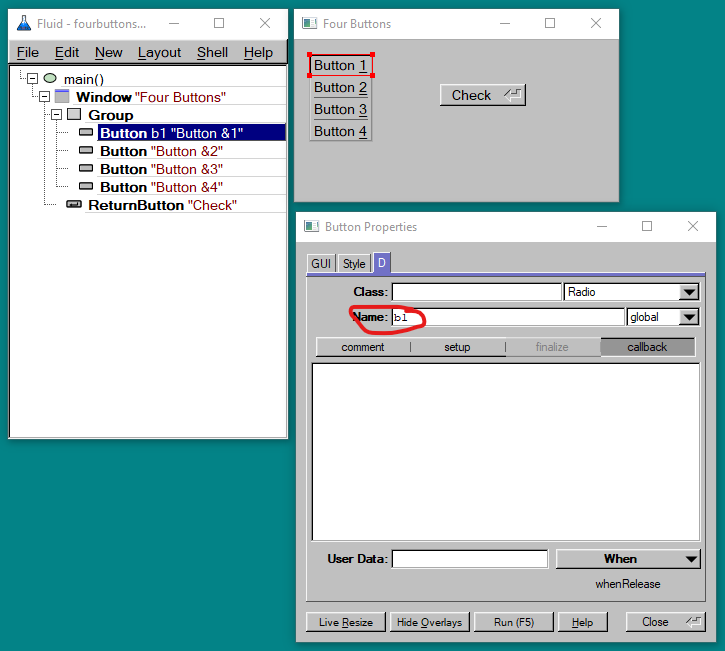 Fluid - fourbuttons...
File Edit New Layout Shell Help
main()
Window "Four Buttons"
Group
Button b1 "Button &1"
Button "Button &2"
Button "Button &3"
Button "Button &4"
ReturnButton "Check"
Four Buttons
Button 1
Button 2
Button 3
Button 4
Check
Button Properties
GUI Style D
Class: Radio
Name: b1 global
comment setup finalize callback
User Data: When
whenRelease
Live Resize Hide Overlays Run (F5) Help Close